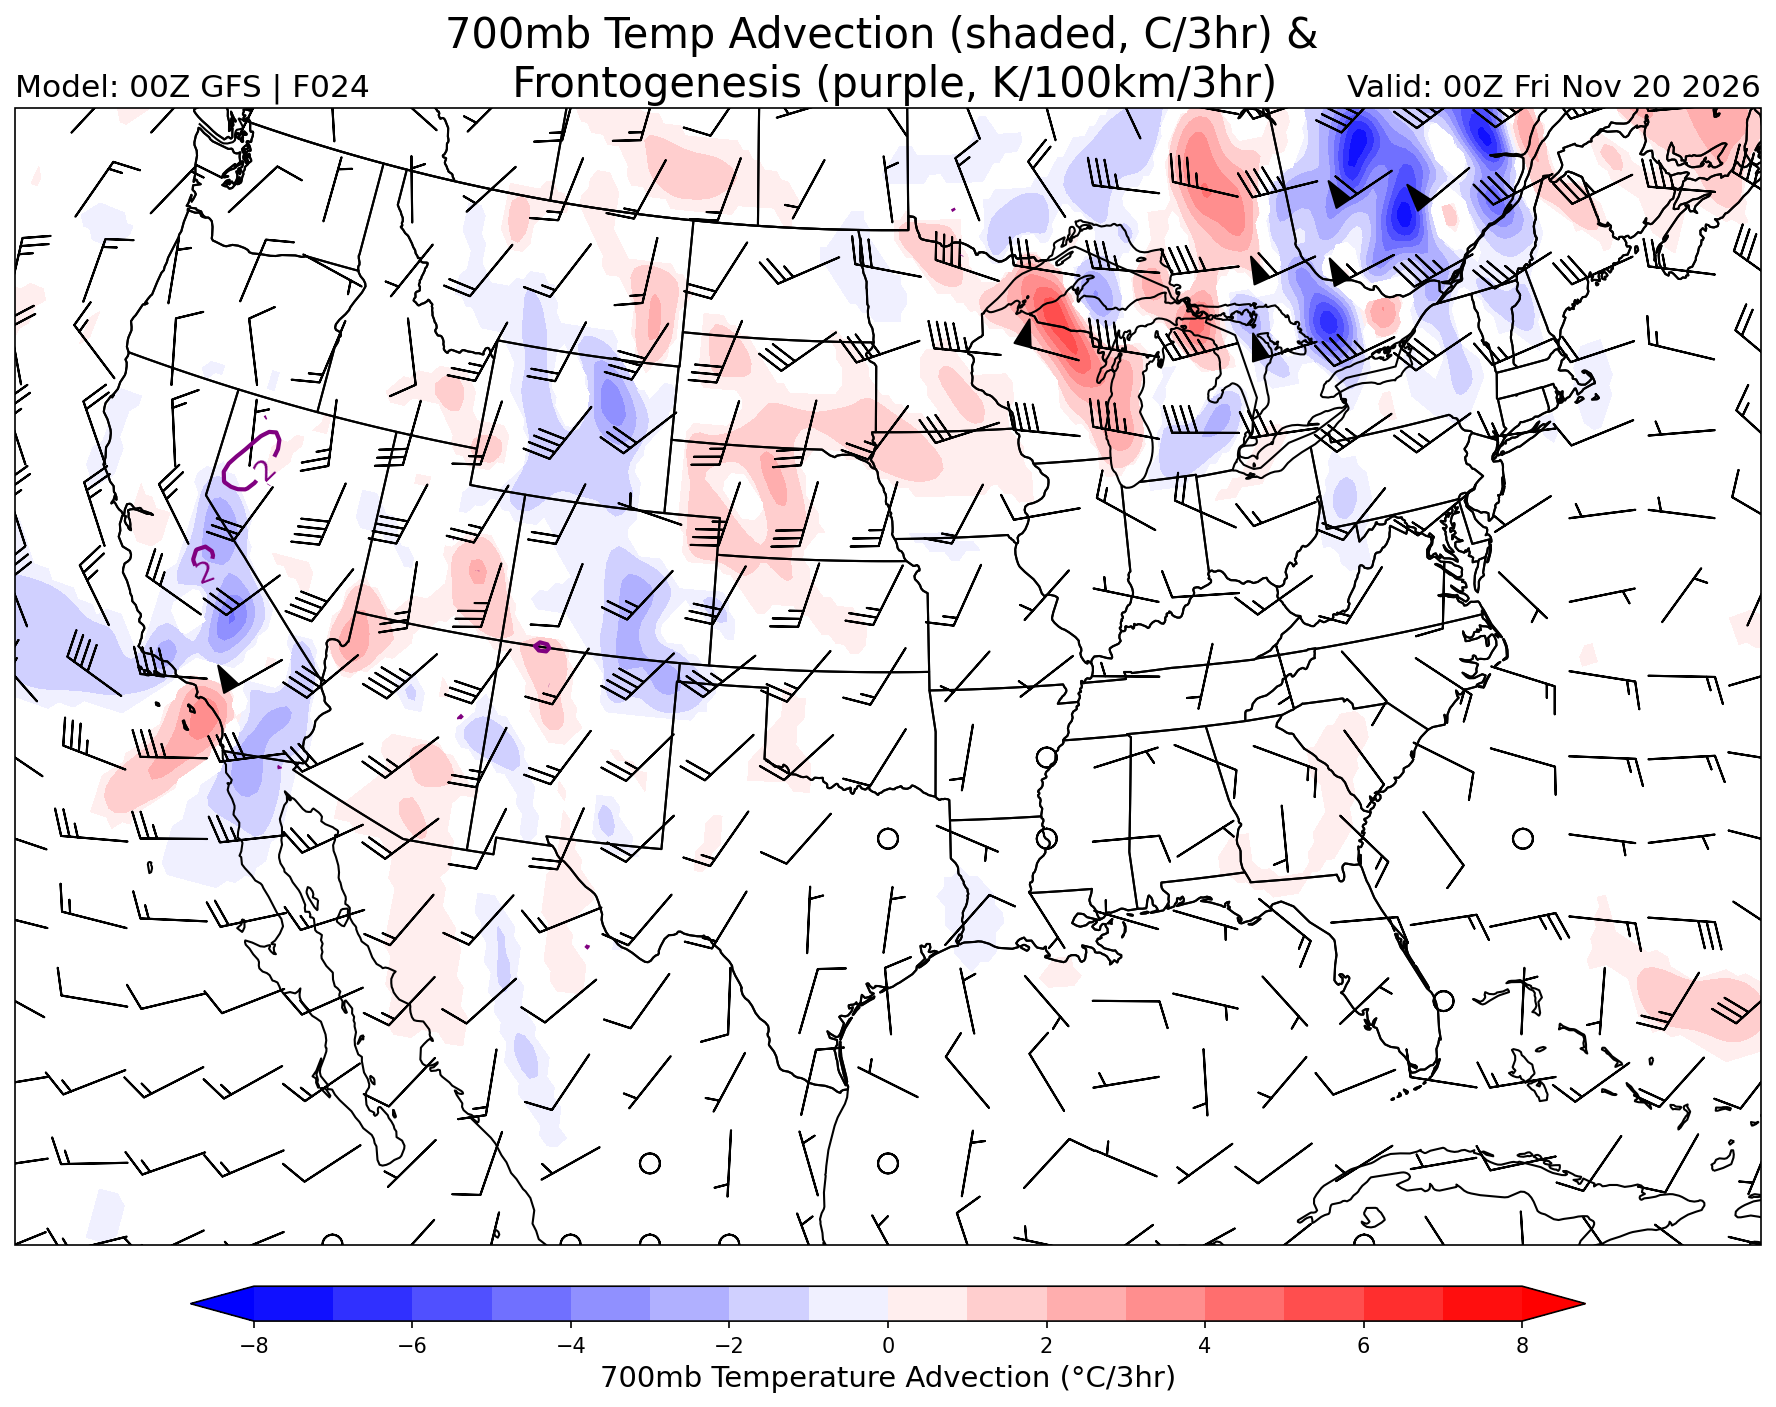 700mb Temp Advection (shaded, C/3hr) &
Model: 00Z GFS | F024
Frontogenesis (purple, K/100km/3hr)
Valid: 00Z Fri Nov 20 2026
2
2
−8 −6 −4 −2 0 2 4 6 8
700mb Temperature Advection (°C/3hr)